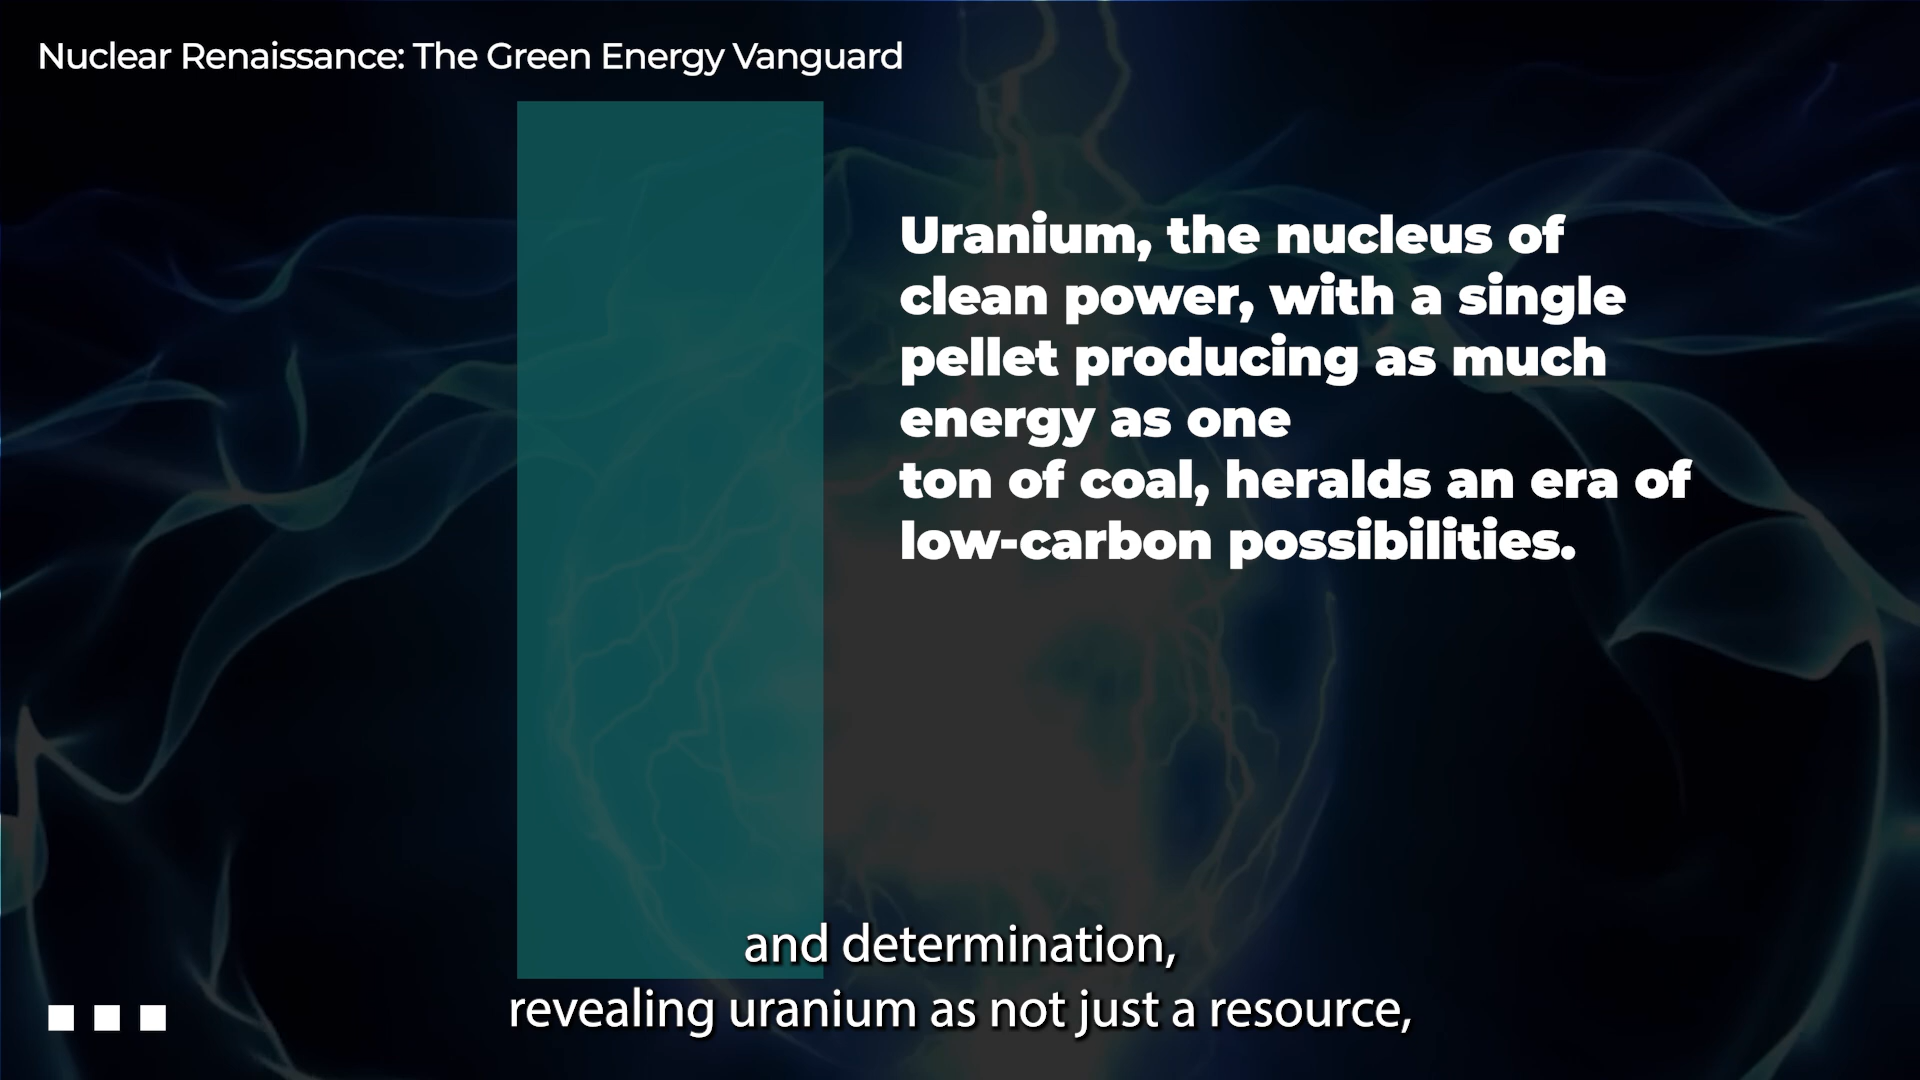 Nuclear Renaissance: The Green Energy Vanguard
Uranium, the nucleus of
clean power, with a single
pellet producing as much
energy as one
ton of coal, heralds an era of
low-carbon possibilities.
and determination,
revealing uranium as not just a resource,